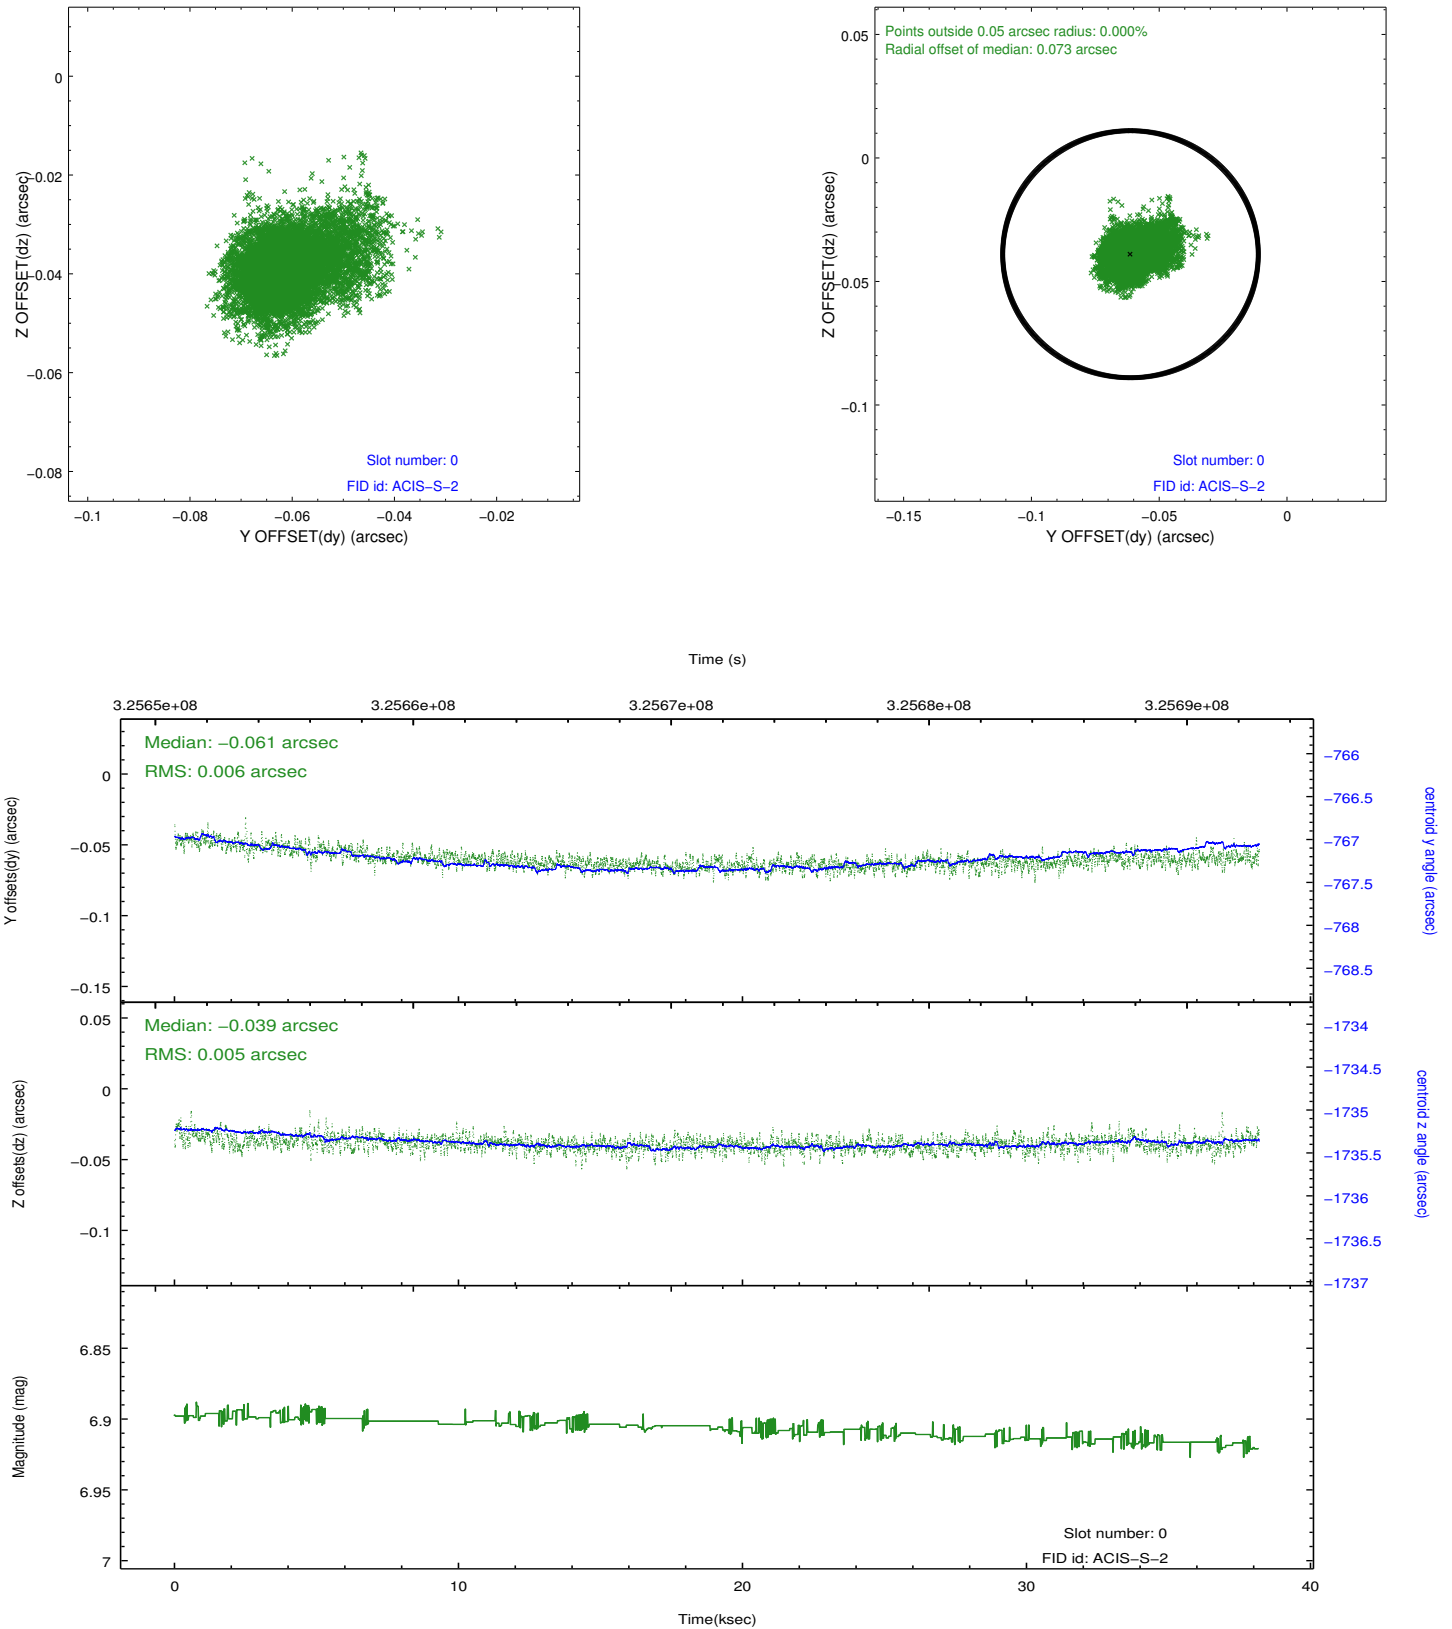 0
−0.02
−0.04
−0.06
−0.08
Z OFFSET(dz) (arcsec)
Slot number: 0
FID id: ACIS−S−2
−0.1
−0.08
−0.06
−0.04
−0.02
Y OFFSET(dy) (arcsec)
Points outside 0.05 arcsec radius: 0.000%
Radial offset of median: 0.073 arcsec
0.05
0
−0.05
−0.1
Z OFFSET(dz) (arcsec)
Slot number: 0
FID id: ACIS−S−2
−0.15
−0.1
−0.05
0
Y OFFSET(dy) (arcsec)
Time (s)
3.2565e+08
3.2566e+08
3.2567e+08
3.2568e+08
3.2569e+08
Median: −0.061 arcsec
RMS: 0.006 arcsec
0
−0.05
−0.1
−0.15
Y offsets(dy) (arcsec)
−766
−766.5
−767
−767.5
−768
−768.5
centroid y angle (arcsec)
Median: −0.039 arcsec
RMS: 0.005 arcsec
0.05
0
−0.05
−0.1
Z offsets(dz) (arcsec)
−1734
−1734.5
−1735
−1735.5
−1736
−1736.5
−1737
centroid z angle (arcsec)
6.85
6.9
6.95
7
Magnitude (mag)
Slot number: 0
FID id: ACIS−S−2
0
10
20
30
40
Time(ksec)